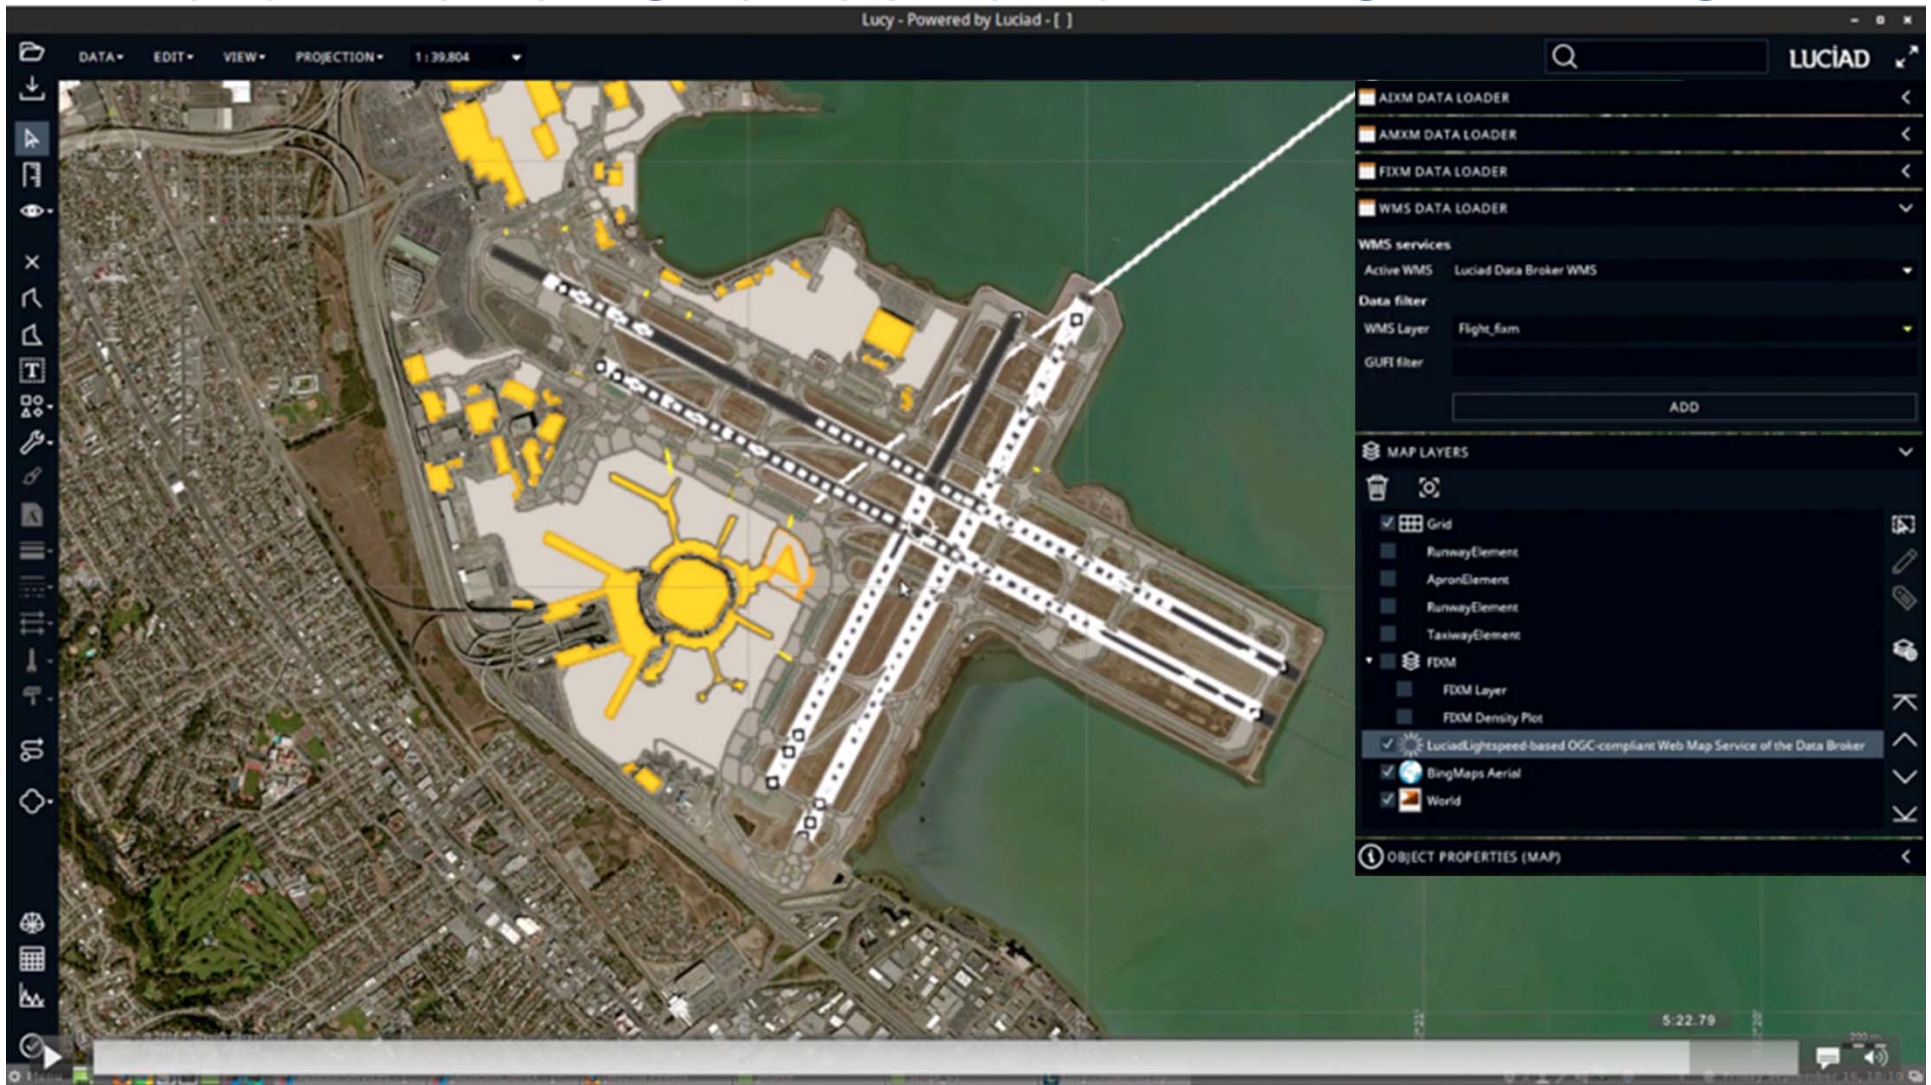 Lucy - Powered by Luciad - [ ]
DATA EDIT VIEW PROJECTION 1 : 39,804
LUCIAD
AIXM DATA LOADER
AMXM DATA LOADER
FIXM DATA LOADER
WMS DATA LOADER
WMS services
Active WMS Luciad Data Broker WMS
Data filter
WMS Layer Flight_fixm
GUFI filter
ADD
MAP LAYERS
Grid
RunwayElement
ApronElement
RunwayElement
TaxiwayElement
FIXM
FIXM Layer
FIXM Density Plot
LuciadLightspeed-based OGC-compliant Web Map Service of the Data Broker
BingMaps Aerial
World
OBJECT PROPERTIES (MAP)
5:22.79
200 m
Menu